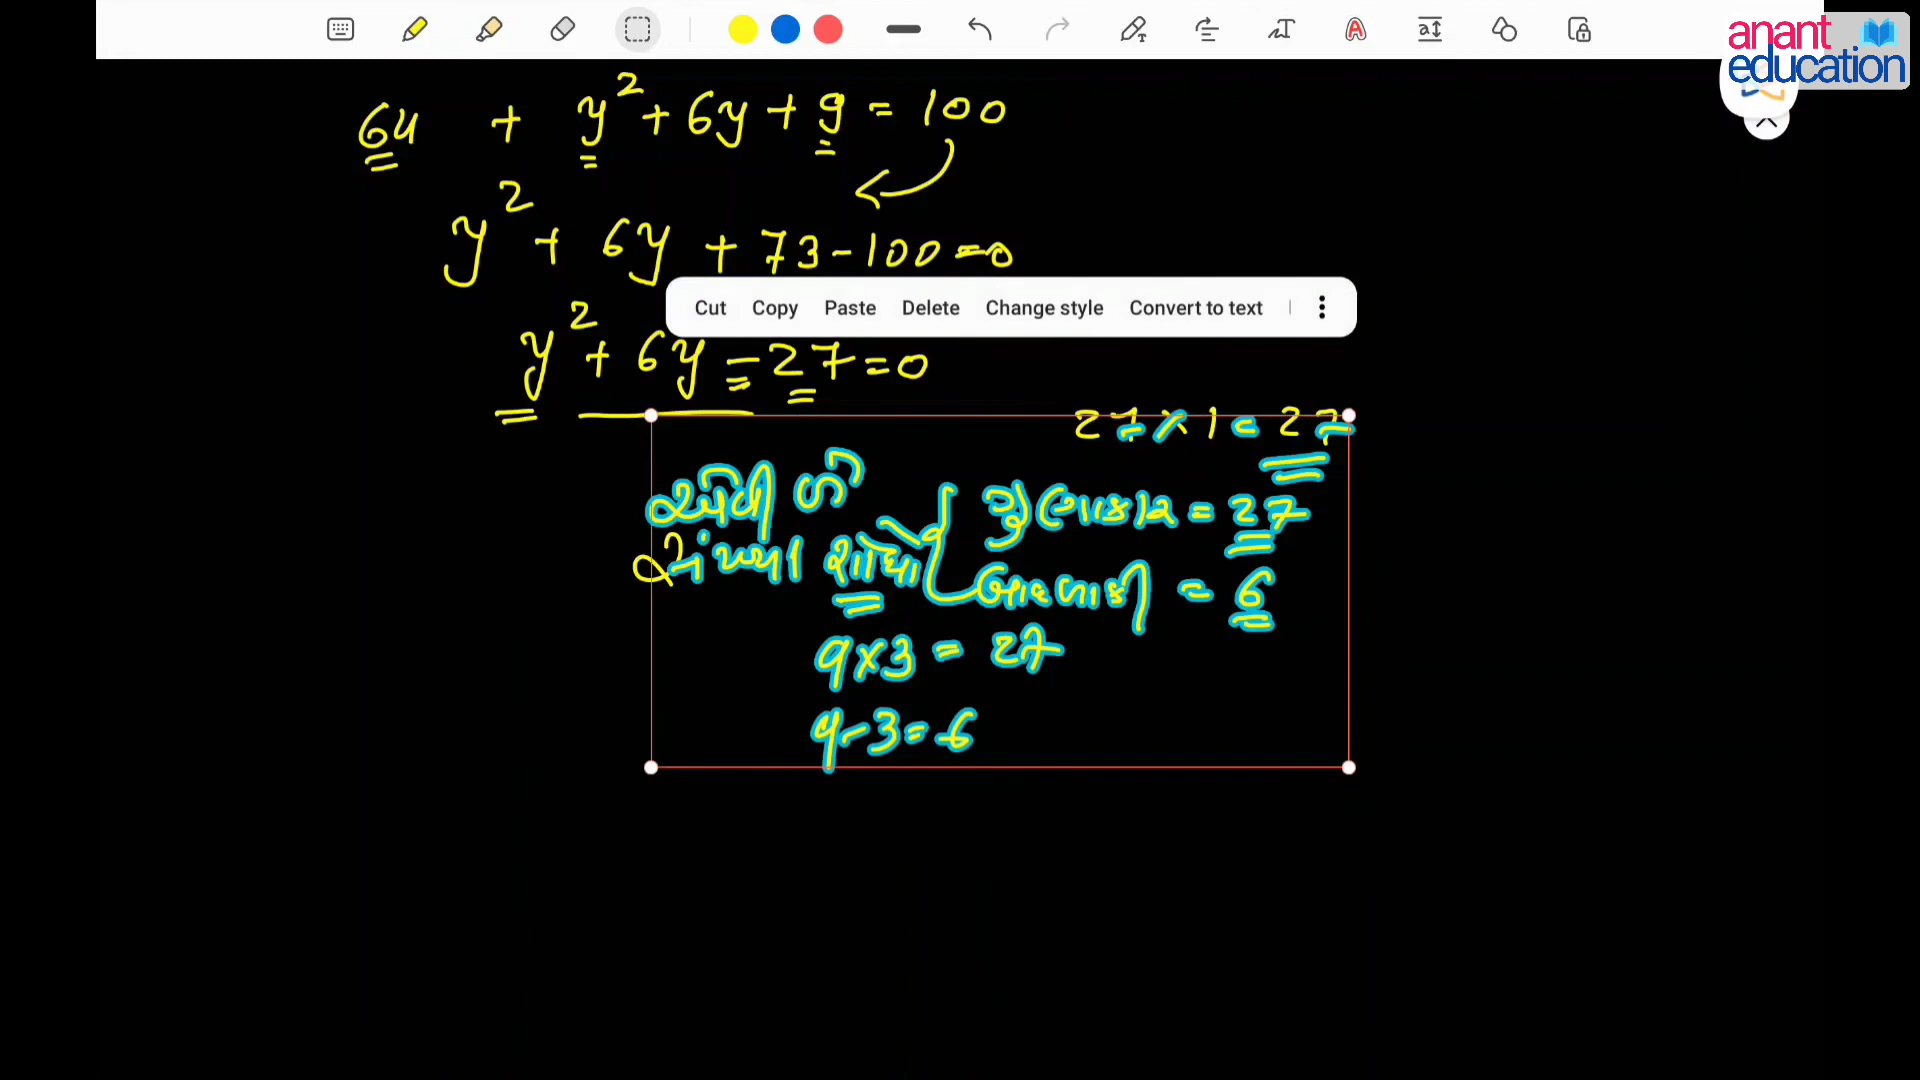 anant
education
64 + y² + 6y + 9 = 100
y² + 6y + 73 - 100 = 0
Cut Copy Paste Delete Change style Convert to text
y² + 6y - 27 = 0
27 × 1 = 27
એવી બે
સંખ્યા શોધો
ગુણાકાર = 27
બાદબાકી = 6
9 × 3 = 27
9 - 3 = 6